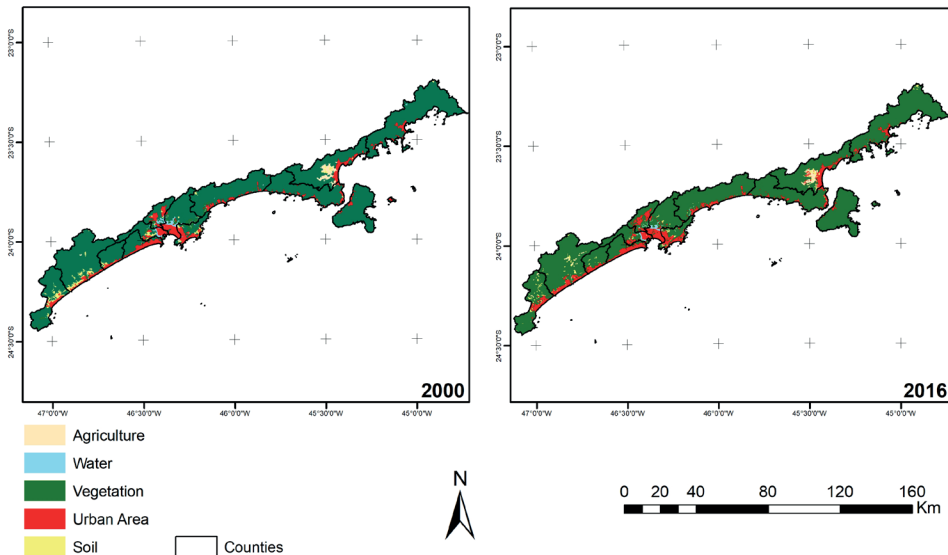 23°0'0"S
23°30'0"S
24°0'0"S
24°30'0"S
2000
47°0'0"W 46°30'0"W 46°0'0"W 45°30'0"W 45°0'0"W
23°0'0"S
23°30'0"S
24°0'0"S
24°30'0"S
2016
47°0'0"W 46°30'0"W 46°0'0"W 45°30'0"W 45°0'0"W
Agriculture
Water
Vegetation
Urban Area
Soil
Counties
N
0 20 40 80 120 160
Km